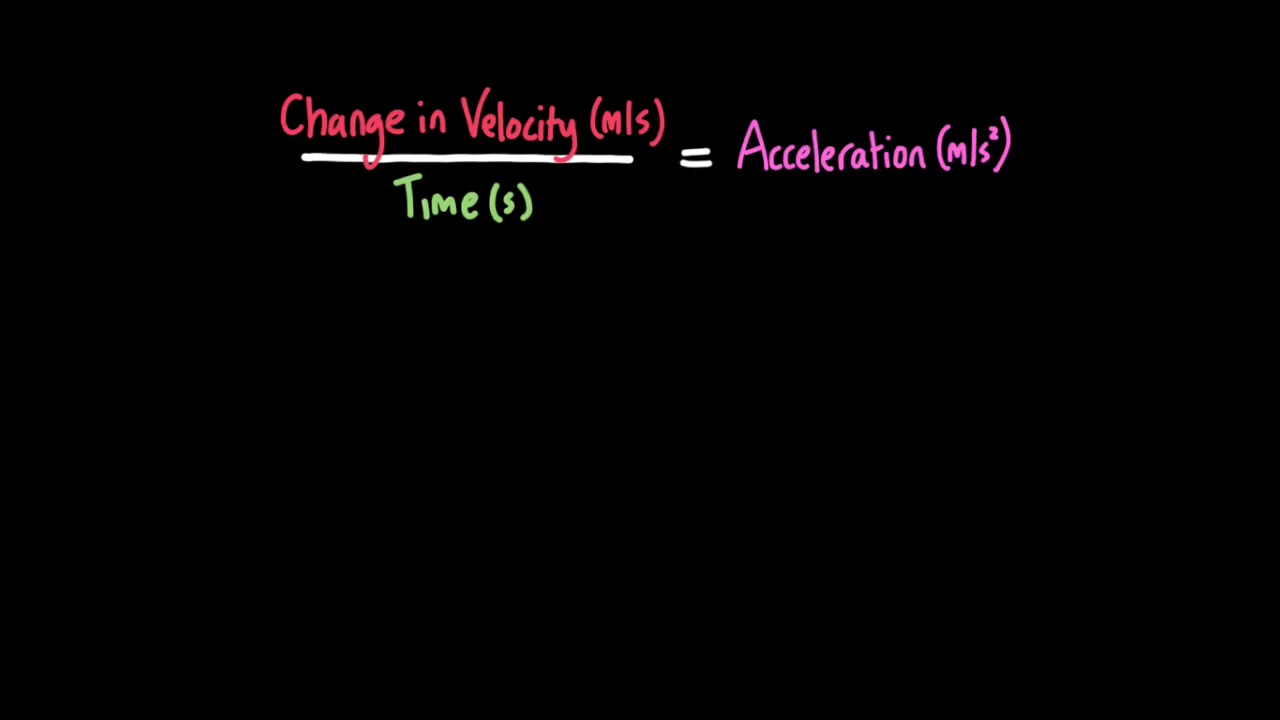 Change in Velocity (m/s)
= Acceleration (m/s²)
Time (s)